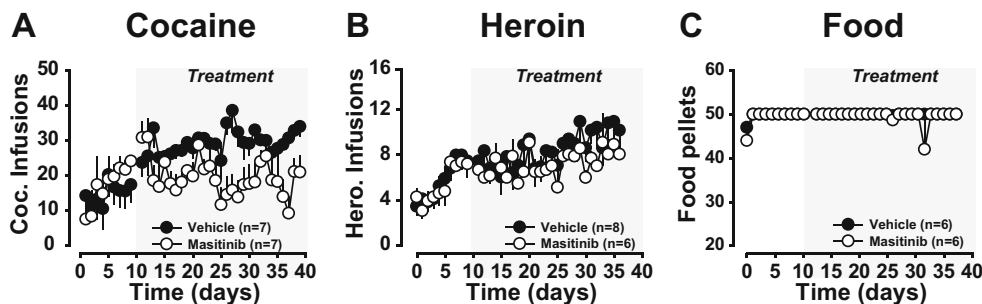 A Cocaine
Coc. Infusions
50
40
30
20
10
0
Treatment
Vehicle (n=7)
Masitinib (n=7)
0 5 10 15 20 25 30 35 40
Time (days)
B Heroin
Hero. Infusions
16
12
8
4
0
Treatment
Vehicle (n=8)
Masitinib (n=6)
0 5 10 15 20 25 30 35 40
Time (days)
C Food
Food pellets
60
50
40
30
20
Treatment
Vehicle (n=6)
Masitinib (n=6)
0 5 10 15 20 25 30 35 40
Time (days)